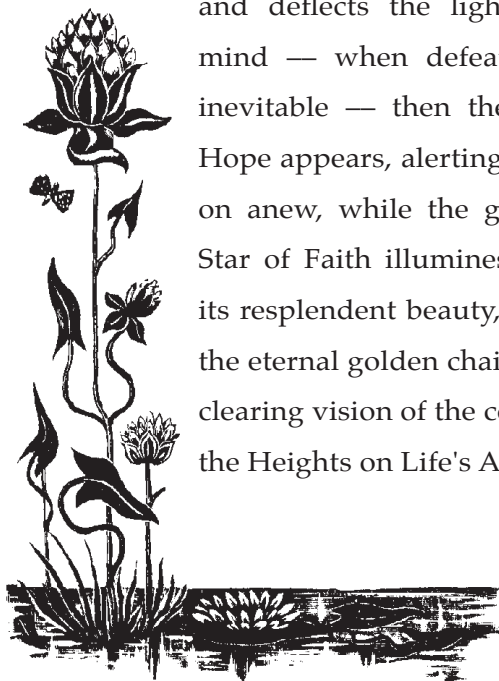 and deflects the ligh
mind — when defea
inevitable — then the
Hope appears, alerting
on anew, while the g
Star of Faith illumines
its resplendent beauty,
the eternal golden chai
clearing vision of the c
the Heights on Life's A